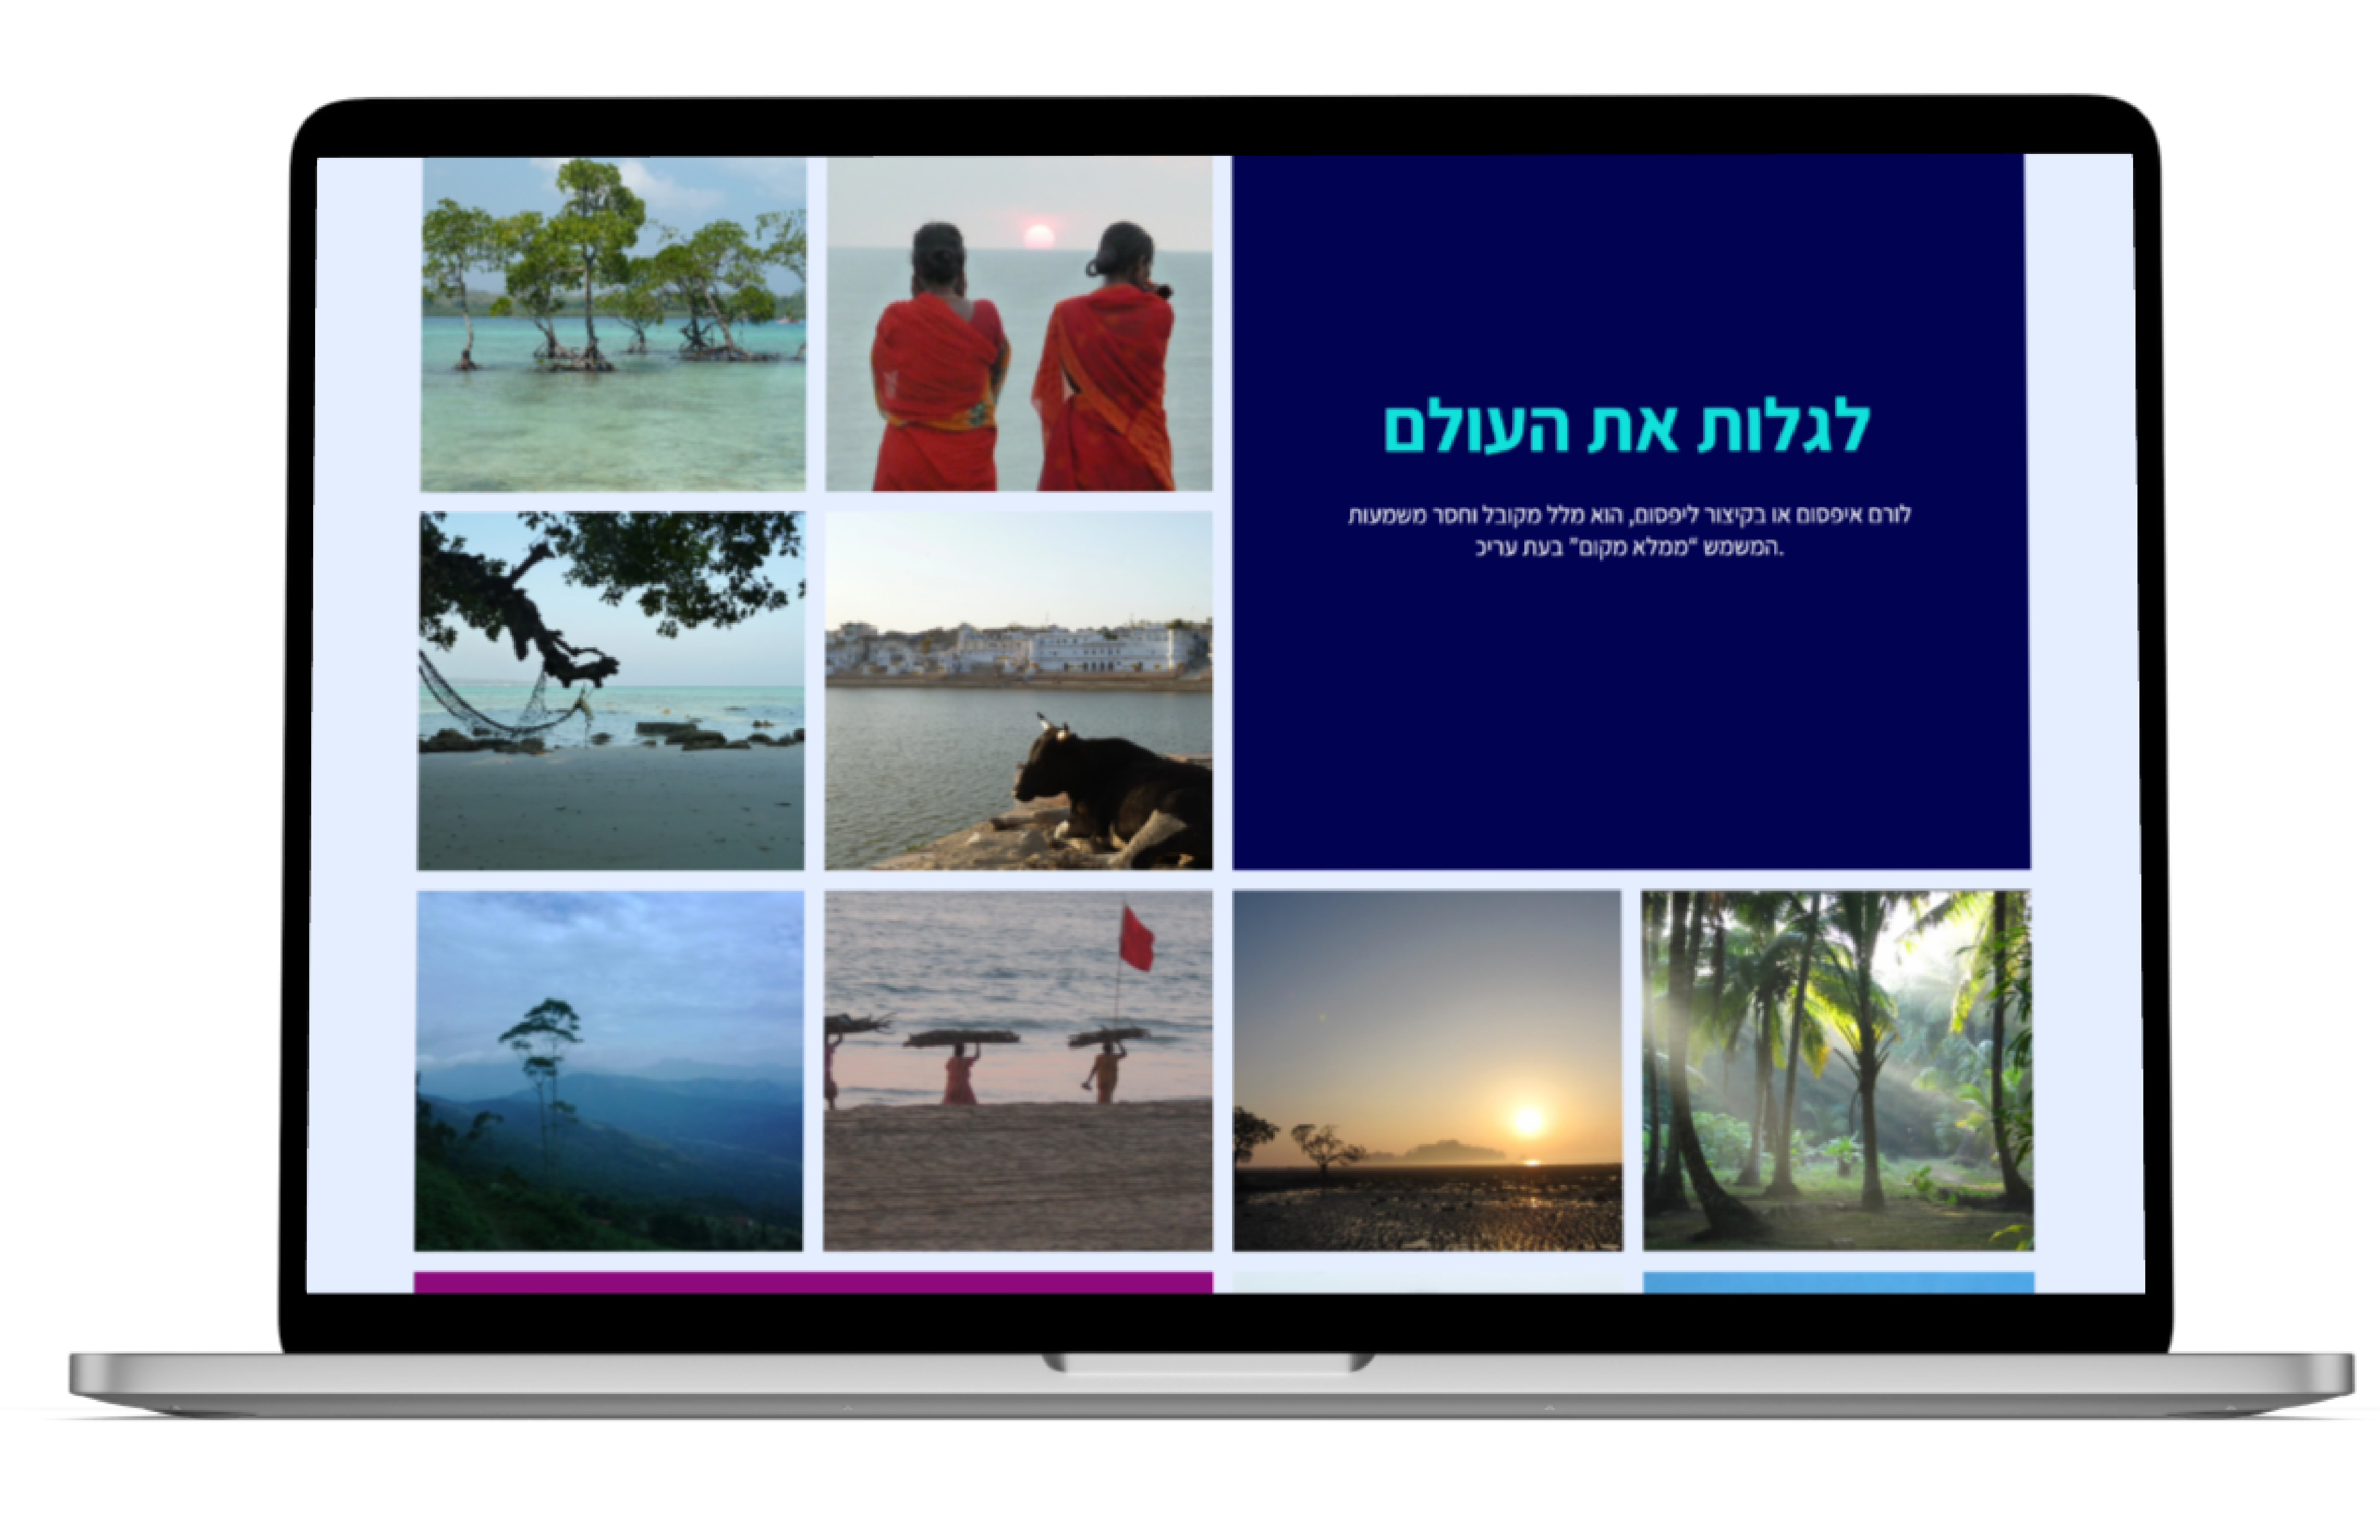 לגלות את העולם
לורם איפסום או בקיצור ליפסום, הוא מלל מקובל וחסר משמעות
המשמש “ממלא מקום” בעת עריכ.